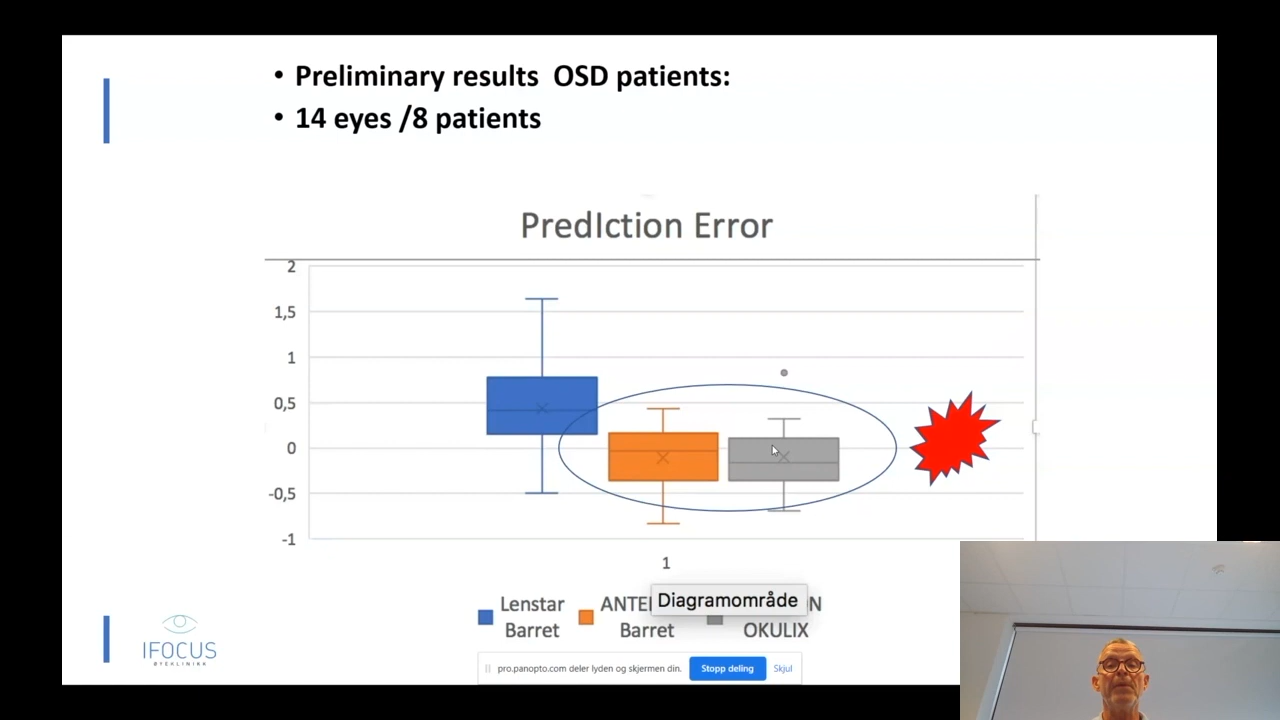 • Preliminary results  OSD patients:
• 14 eyes /8 patients
PredIction Error
2
1,5
1
0,5
0
-0,5
-1
1
Lenstar
Barret
Barret
OKULIX
Diagramområde
IFOCUS
ØYEKLINIKK
pro.panopto.com deler lyden og skjermen din.
Stopp deling
Skjul